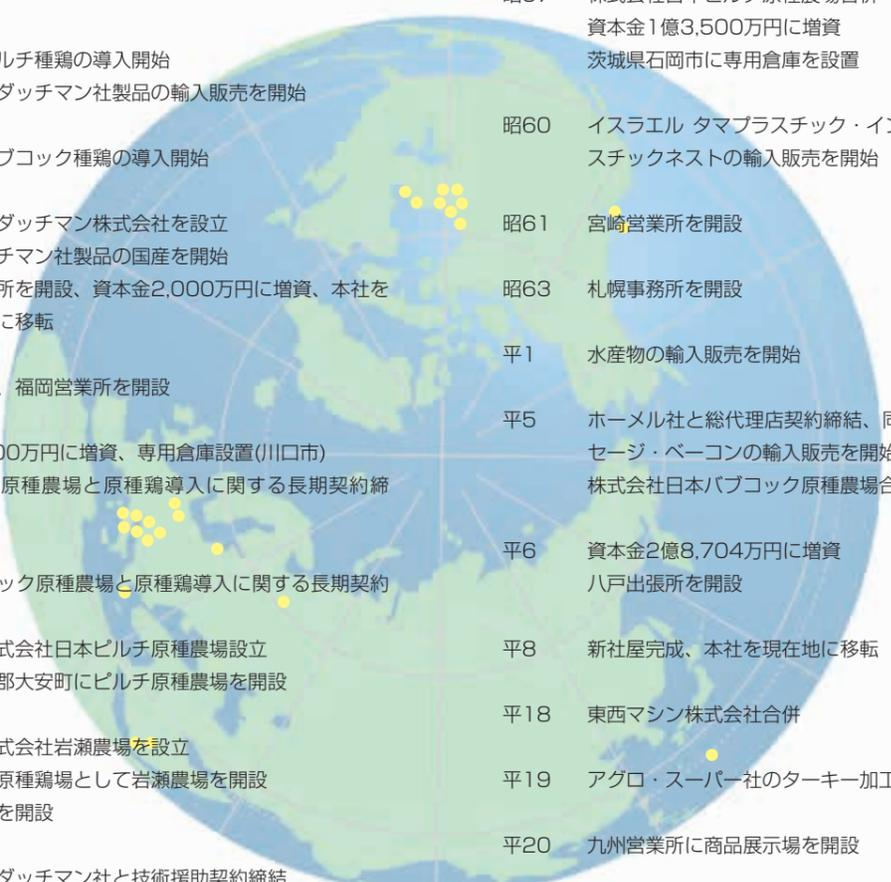 ルチ種鶏の導入開始
ダッチマン社製品の輸入販売を開始
ブコック種鶏の導入開始
ダッチマン株式会社を設立
チマン社製品の国産を開始
所を開設、資本金2,000万円に増資、本社を
に移転
、福岡営業所を開設
00万円に増資、専用倉庫設置(川口市)
原種農場と原種鶏導入に関する長期契約締
ック原種農場と原種鶏導入に関する長期契約
式会社日本ピルチ原種農場設立
郡大安町にピルチ原種農場を開設
式会社岩瀬農場を設立
原種鶏場として岩瀬農場を開設
を開設
ダッチマン社と技術援助契約締結
資本金1億3,500万円に増資
茨城県石岡市に専用倉庫を設置
昭60 イスラエル タマプラスチック・イン
スチックネストの輸入販売を開始
昭61 宮崎営業所を開設
昭63 札幌事務所を開設
平1 水産物の輸入販売を開始
平5 ホーメル社と総代理店契約締結、同
セージ・ベーコンの輸入販売を開始
株式会社日本バブコック原種農場合
平6 資本金2億8,704万円に増資
八戸出張所を開設
平8 新社屋完成、本社を現在地に移転
平18 東西マシン株式会社合併
平19 アグロ・スーパー社のターキー加工
平20 九州営業所に商品展示場を開設